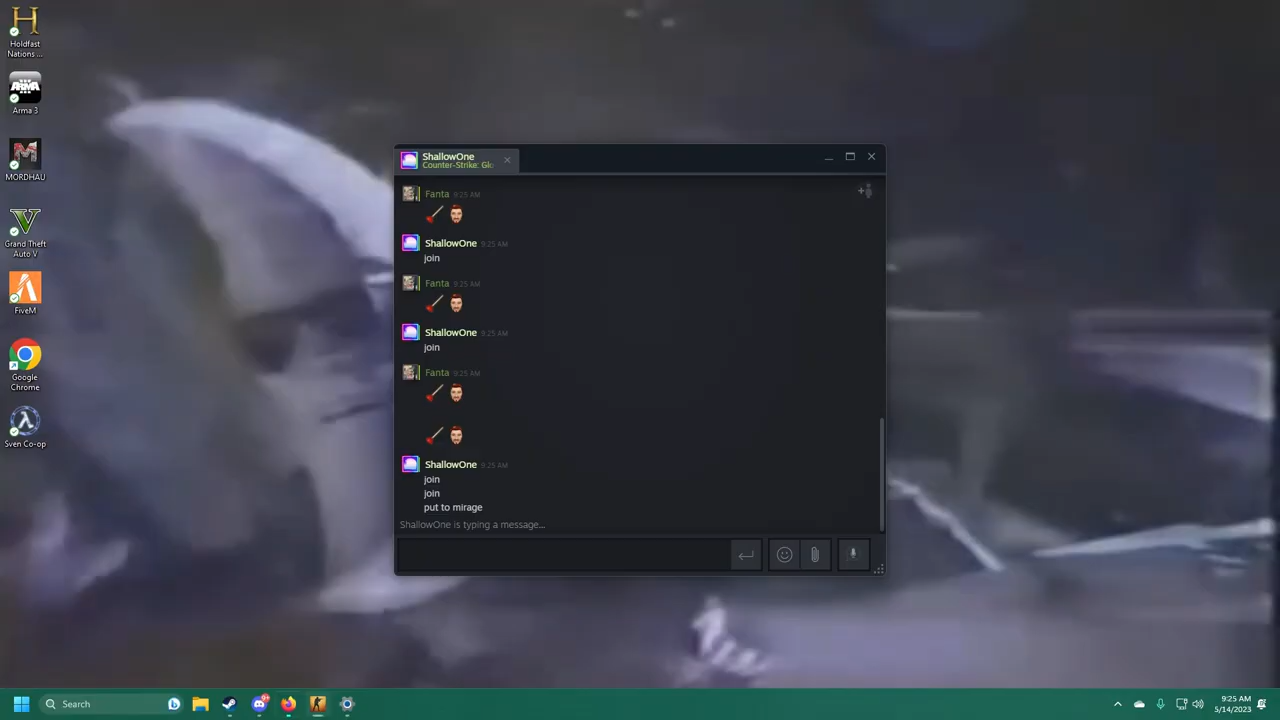 Holdfast
Nations ...
ARMA
Arma 3
MORDHAU
Grand Theft
Auto V
FiveM
Google
Chrome
Sven Co-op
ShallowOne
Counter-Strike: Glo
Fanta 9:25 AM
ShallowOne 9:25 AM
join
Fanta 9:25 AM
ShallowOne 9:25 AM
join
Fanta 9:25 AM
ShallowOne 9:25 AM
join
join
put to mirage
ShallowOne is typing a message...
Search
9:25 AM
5/14/2023